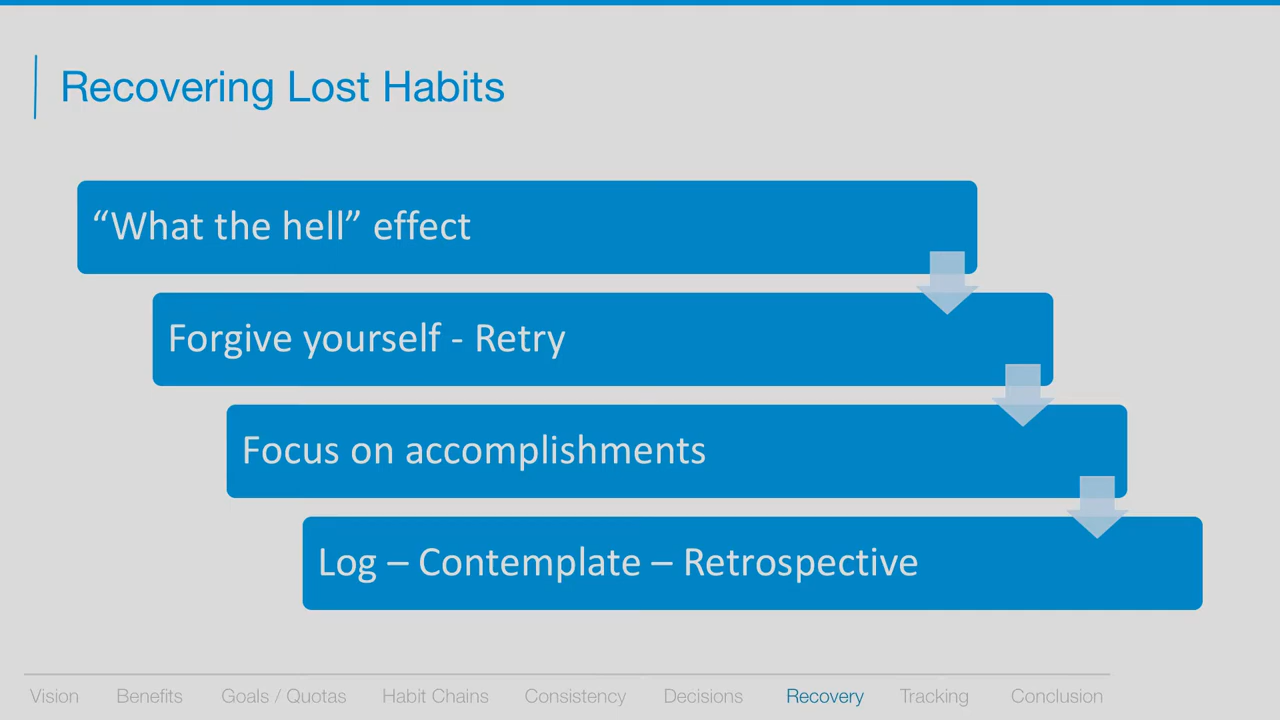 Recovering Lost Habits
“What the hell” effect
Forgive yourself - Retry
Focus on accomplishments
Log – Contemplate – Retrospective
Vision Benefits Goals / Quotas Habit Chains Consistency Decisions Recovery Tracking Conclusion